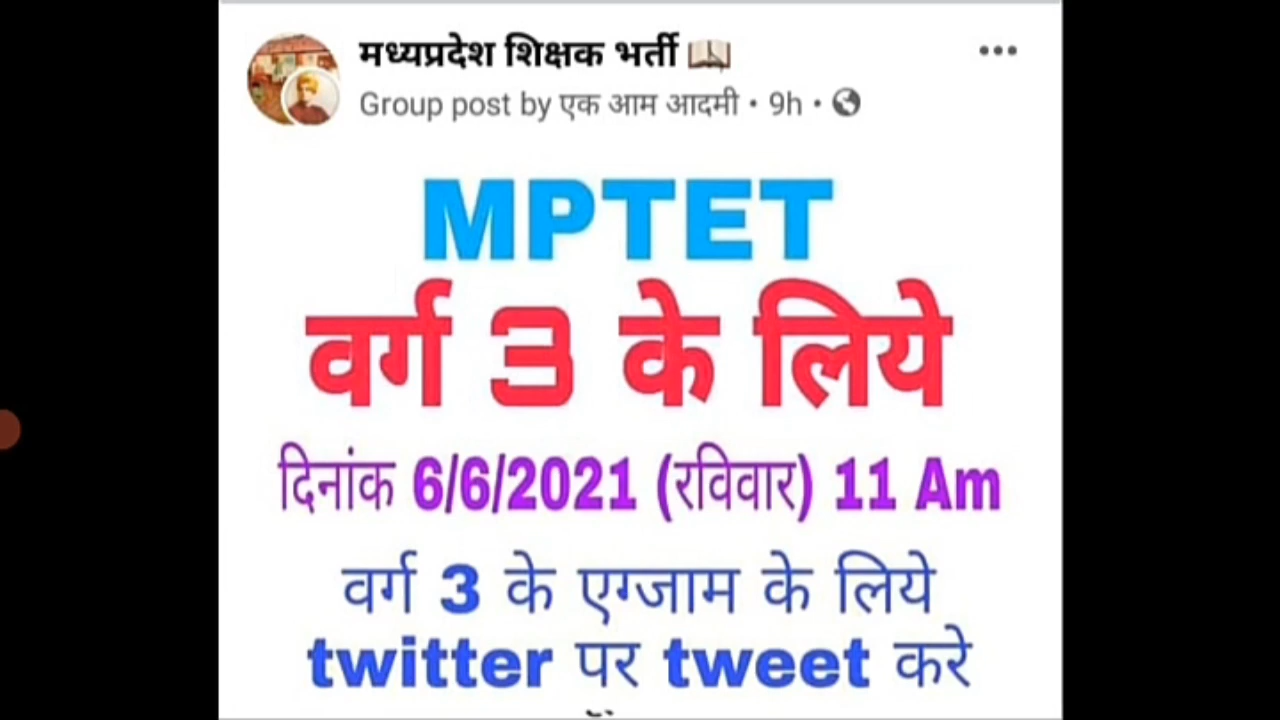 मध्यप्रदेश शिक्षक भर्ती 📖
Group post by एक आम आदमी • 9h •
MPTET
वर्ग 3 के लिये
दिनांक 6/6/2021 (रविवार) 11 Am
वर्ग 3 के एग्जाम के लिये
twitter पर tweet करे